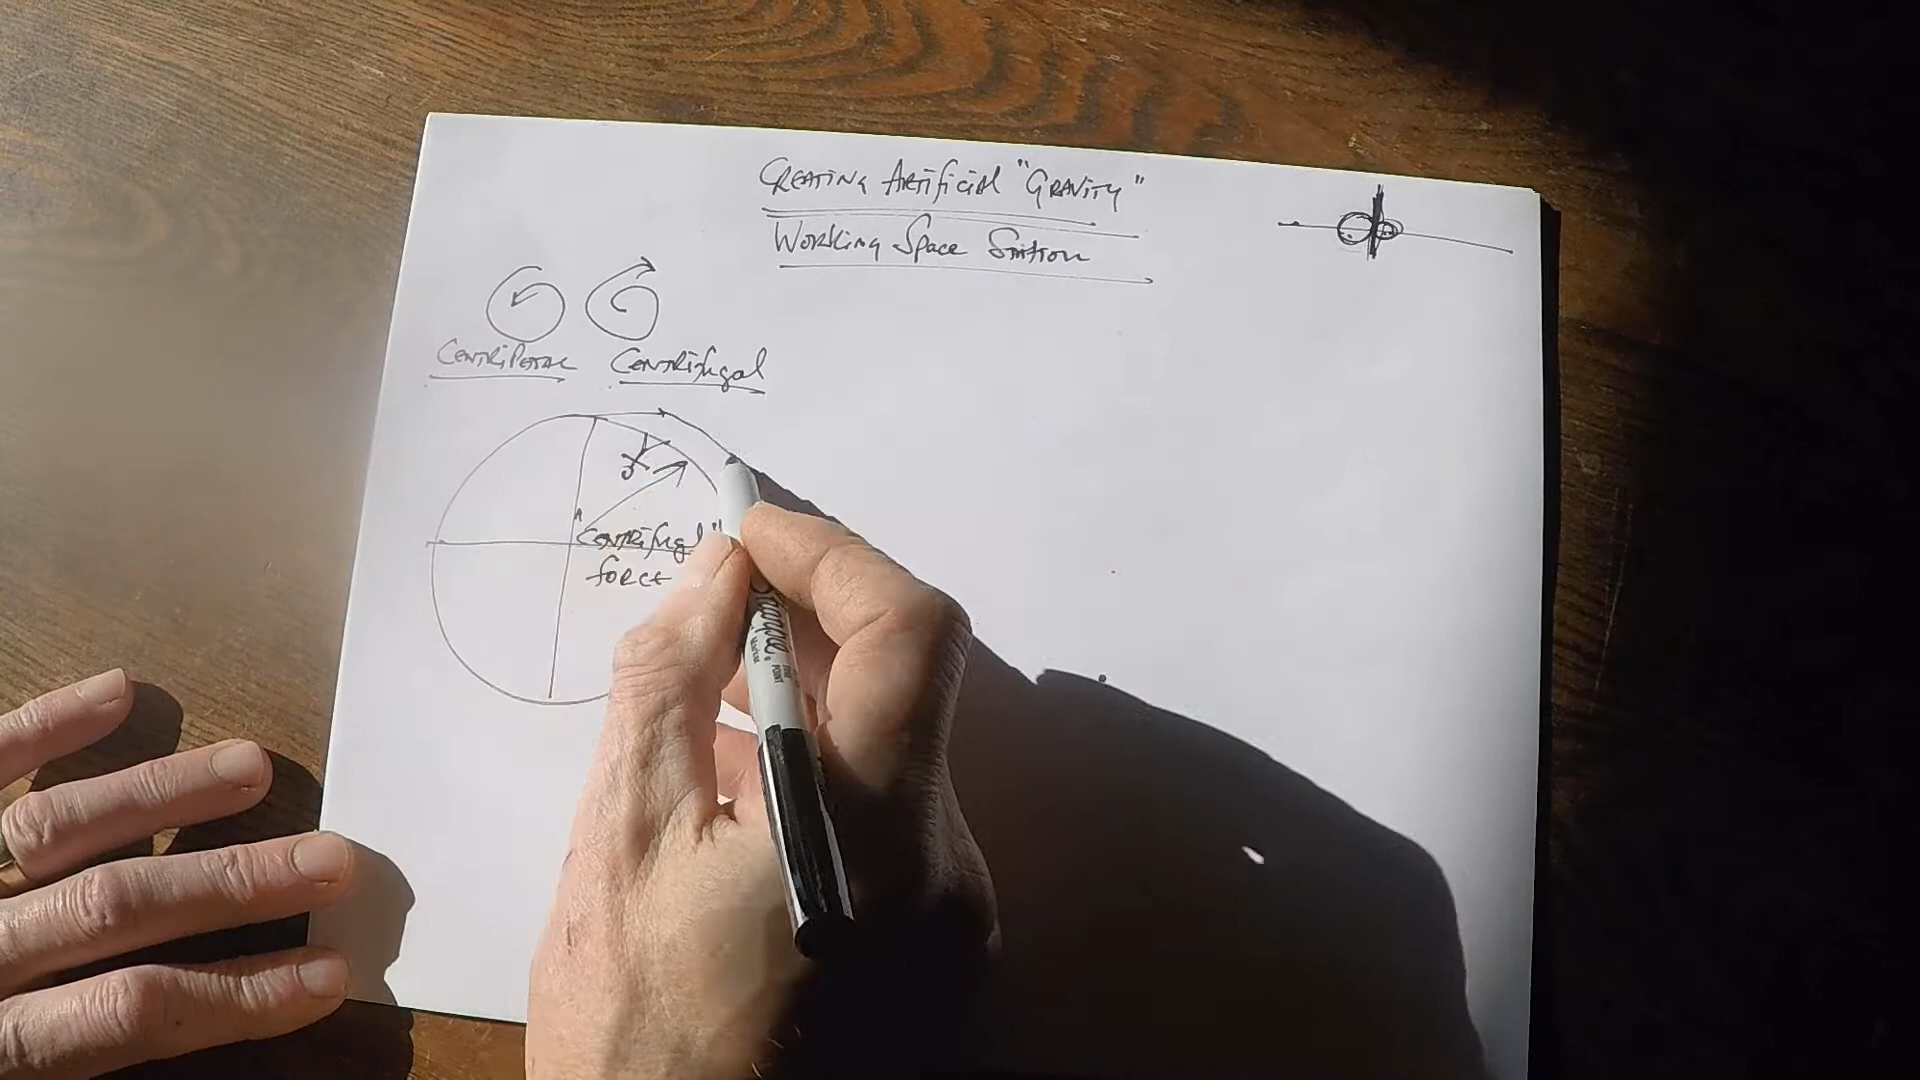 CREATING ARTIFICIAL "GRAVITY"
WORKING SPACE STATION
CENTRIPETAL CENTRIFUGAL
"CENTRIFUGAL"
FORCE
Sharpie